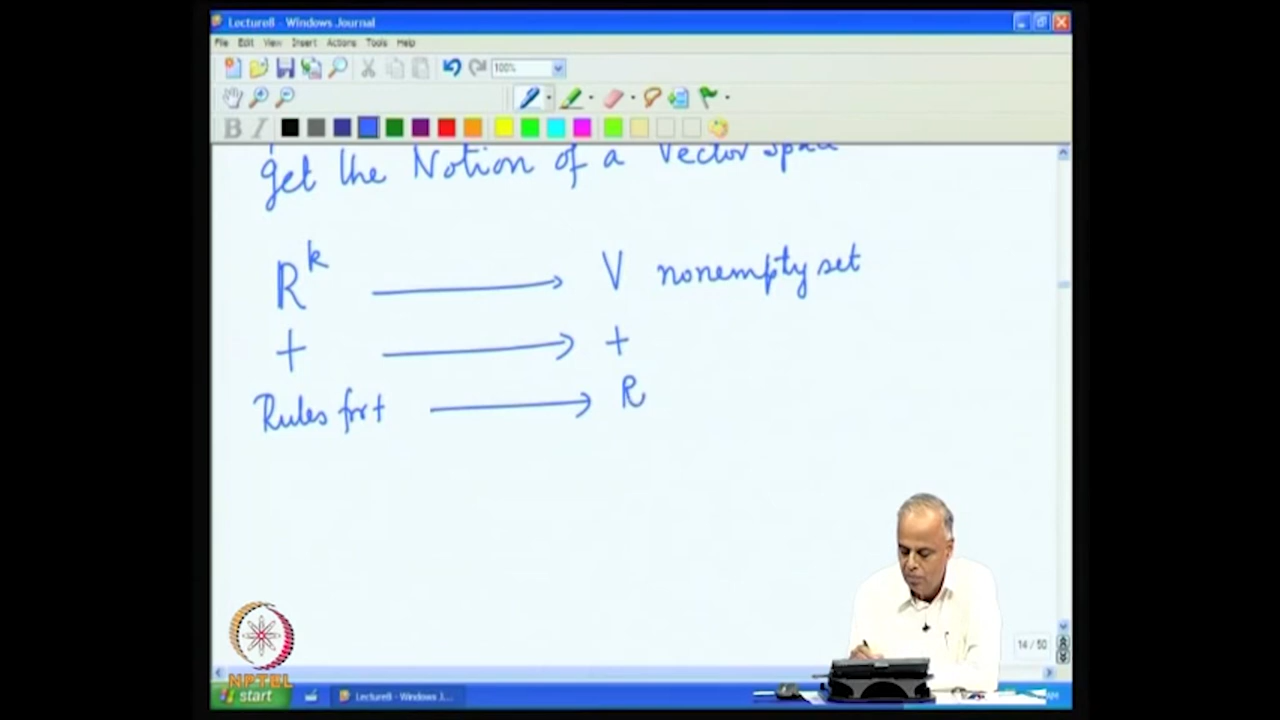 Lecture8 - Windows Journal
File Edit View Insert Actions Tools Help
100%
B I
get the Notion of a Vector space
R^k → V nonempty set
+ → +
Rules for + → R
14 / 50
NPTEL
start Lecture8 - Windows J...